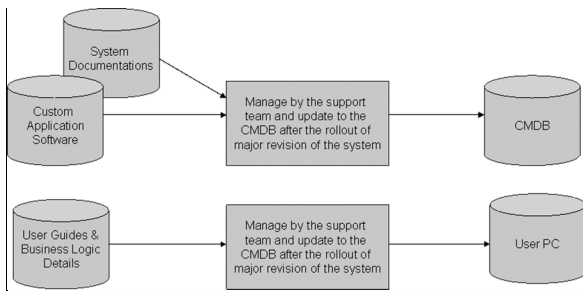 System
Documentations
Custom
Application
Software
Manage by the support
team and update to the
CMDB after the rollout of
major revision of the system
CMDB
User Guides &
Business Logic
Details
Manage by the support
team and update to the
CMDB after the rollout of
major revision of the system
User PC